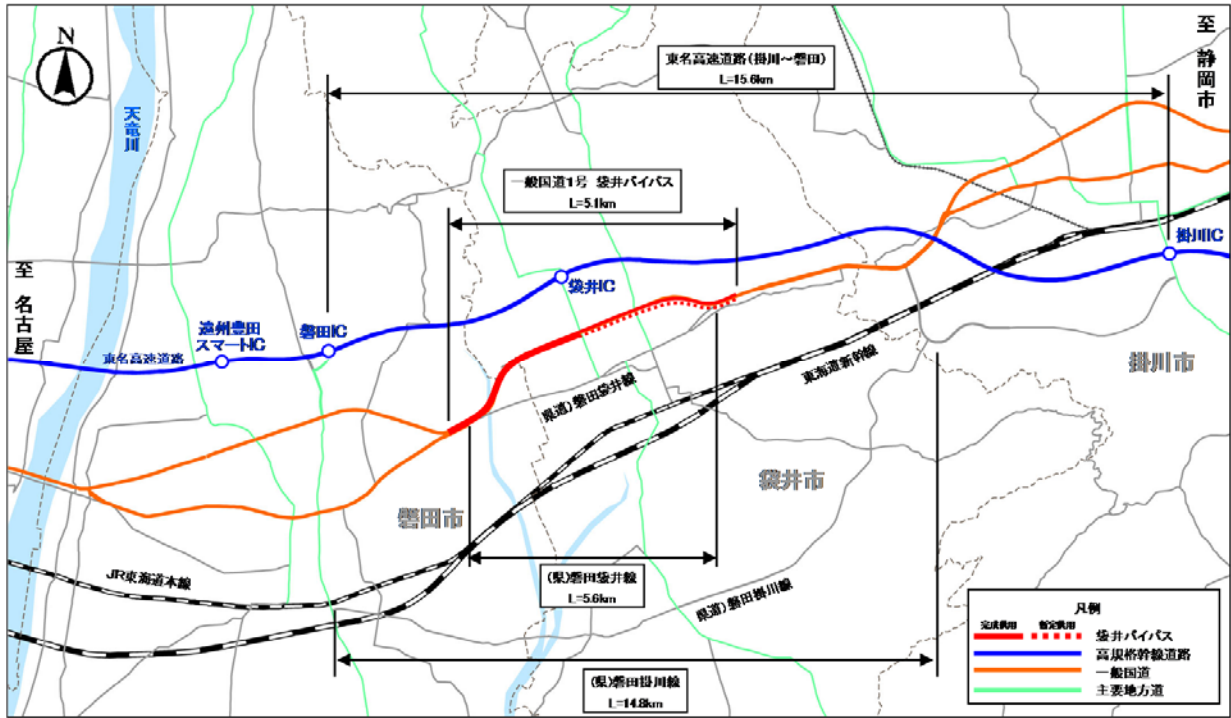 N
天竜川
東名高速道路(掛川～磐田)
L=15.6km
至 静岡市
一般国道1号 袋井バイパス
L=5.1km
掛川IC
袋井IC
至 名古屋
遠州豊田
スマートIC
磐田IC
東名高速道路
掛川市
東海道新幹線
県道)磐田袋井線
袋井市
磐田市
JR東海道本線
(県)磐田袋井線
L=5.6km
県道)磐田掛川線
(県)磐田掛川線
L=14.8km
凡例
完成供用 暫定供用
袋井バイパス
高規格幹線道路
一般国道
主要地方道